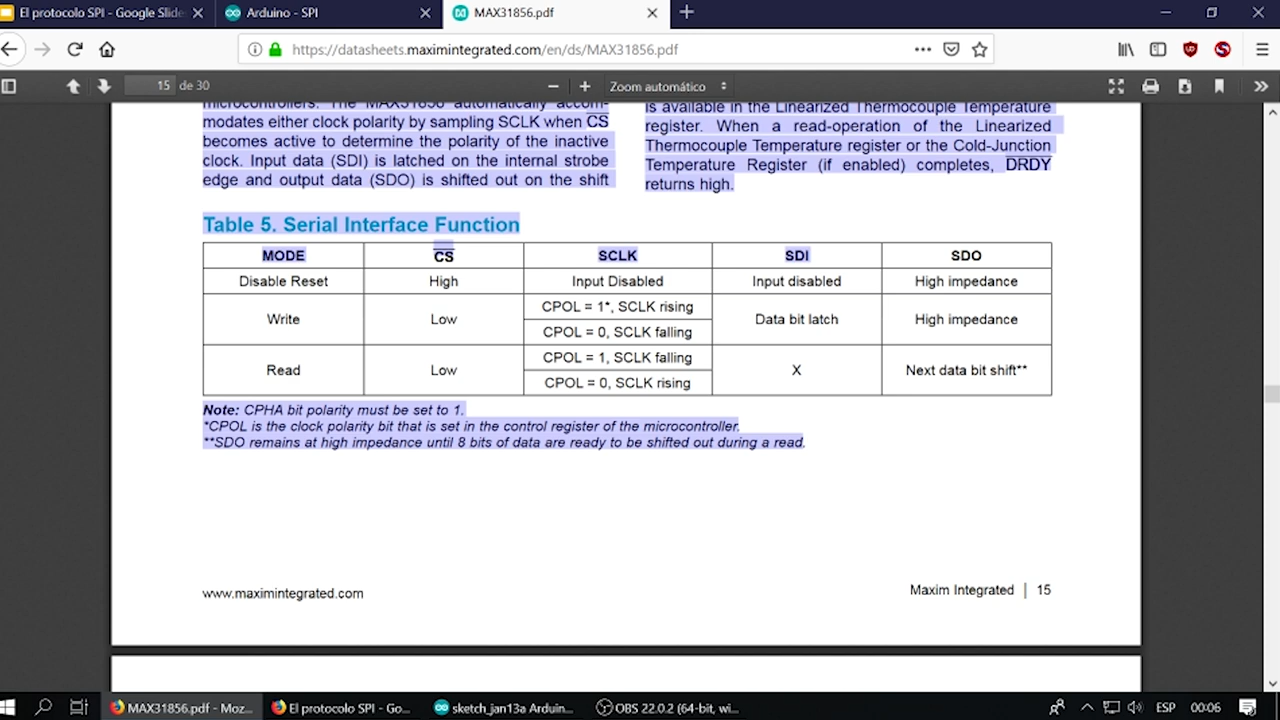 El protocolo SPI - Google Slide
Arduino - SPI
MAX31856.pdf
https://datasheets.maximintegrated.com/en/ds/MAX31856.pdf
15 de 30
Zoom automático
microcontrollers. The MAX31856 automatically accom-
modates either clock polarity by sampling SCLK when CS
becomes active to determine the polarity of the inactive
clock. Input data (SDI) is latched on the internal strobe
edge and output data (SDO) is shifted out on the shift
is available in the Linearized Thermocouple Temperature
register. When a read-operation of the Linearized
Thermocouple Temperature register or the Cold-Junction
Temperature Register (if enabled) completes, DRDY
returns high.
Table 5. Serial Interface Function
MODE CS SCLK SDI SDO
Disable Reset High Input Disabled Input disabled High impedance
Write Low CPOL = 1*, SCLK rising Data bit latch High impedance
CPOL = 0, SCLK falling
Read Low CPOL = 1, SCLK falling X Next data bit shift**
CPOL = 0, SCLK rising
Note: CPHA bit polarity must be set to 1.
*CPOL is the clock polarity bit that is set in the control register of the microcontroller.
**SDO remains at high impedance until 8 bits of data are ready to be shifted out during a read.
www.maximintegrated.com
Maxim Integrated | 15
MAX31856.pdf - Moz...
El protocolo SPI - Go...
sketch_jan13a Arduin...
OBS 22.0.2 (64-bit, wi...
ESP
00:06